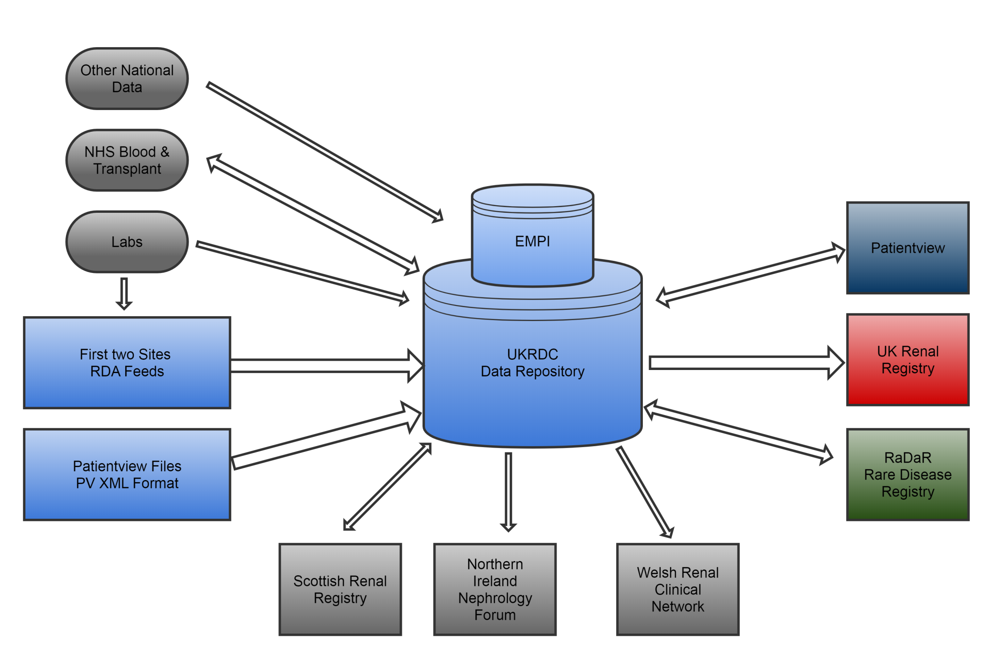 Other National
Data
NHS Blood &
Transplant
Labs
First two Sites
RDA Feeds
Patientview Files
PV XML Format
EMPI
UKRDC
Data Repository
Patientview
UK Renal
Registry
RaDaR
Rare Disease
Registry
Scottish Renal
Registry
Northern
Ireland
Nephrology
Forum
Welsh Renal
Clinical
Network